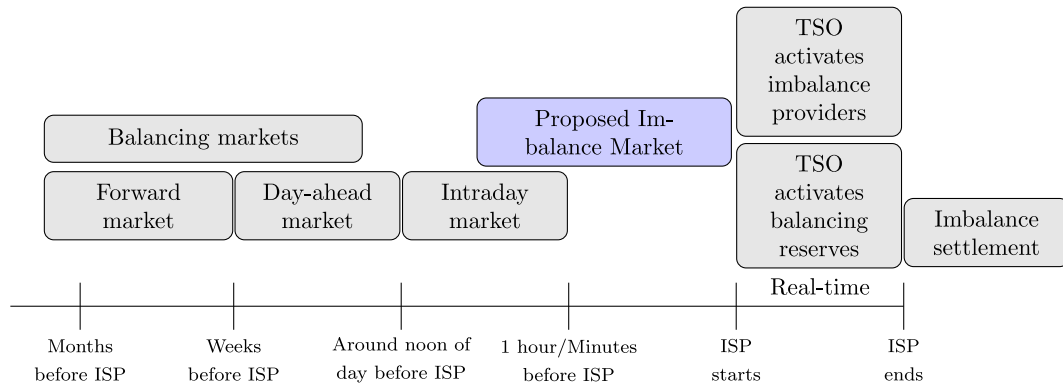 TSO
activates
imbalance
providers
Proposed Im-
balance Market
Balancing markets
TSO
activates
balancing
reserves
Forward
market
Day-ahead
market
Intraday
market
Imbalance
settlement
Real-time
Months
before ISP
Weeks
before ISP
Around noon of
day before ISP
1 hour/Minutes
before ISP
ISP
starts
ISP
ends